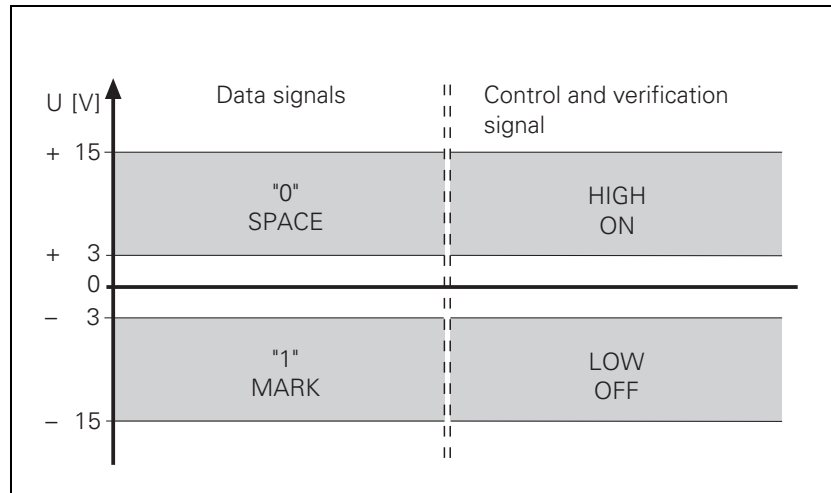 U [V]
Data signals
Control and verification
signal
+ 15
"0"
SPACE
HIGH
ON
+ 3
0
– 3
"1"
MARK
LOW
OFF
– 15